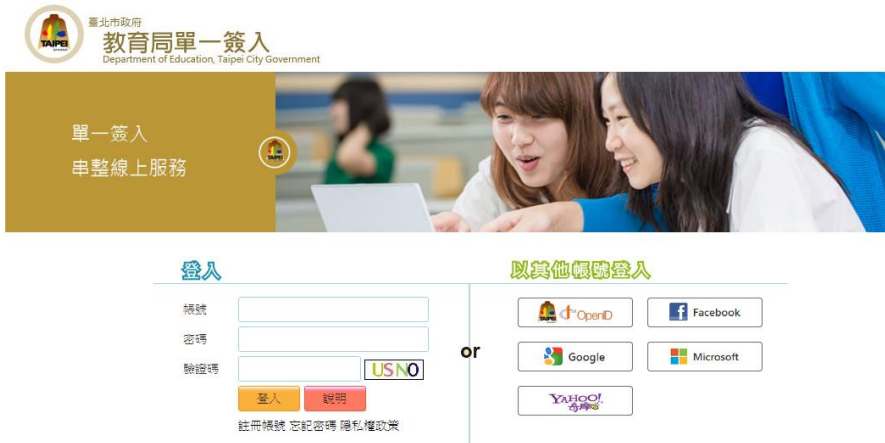 臺北市政府
教育局單一簽入
Department of Education, Taipei City Government
TAIPEI
單一簽入
串整線上服務
TAIPEI
登入
帳號
密碼
驗證碼
USNO
登入 說明
註冊帳號 忘記密碼 隱私權政策
or
以其他帳號登入
TAIPEI OpenID
Facebook
Google
Microsoft
YAHOO!
奇摩